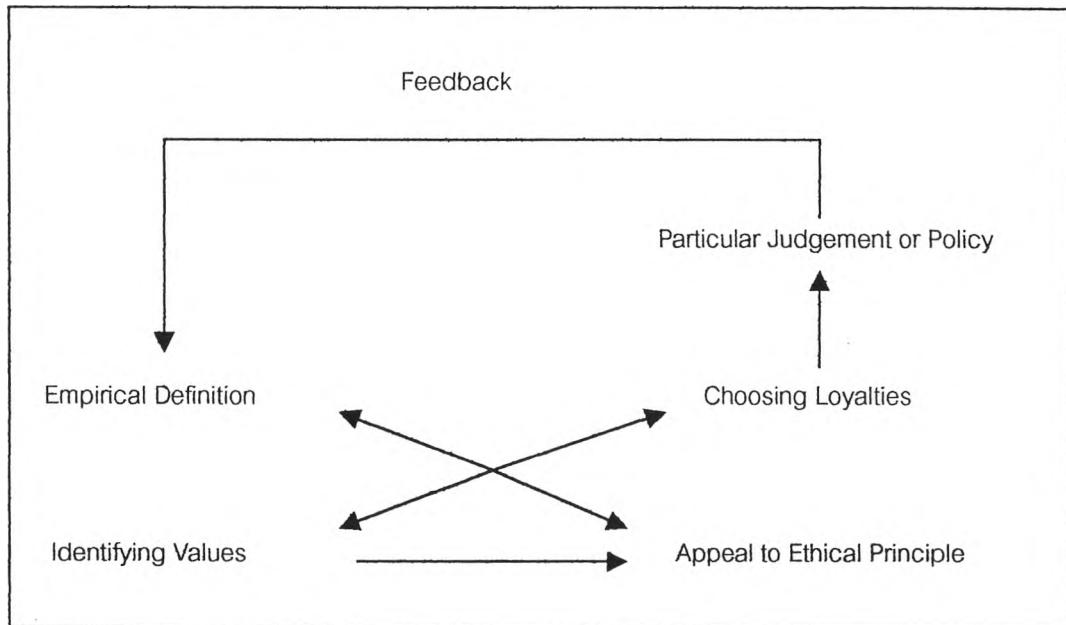 Feedback
Particular Judgement or Policy
Empirical Definition
Choosing Loyalties
Identifying Values
Appeal to Ethical Principle